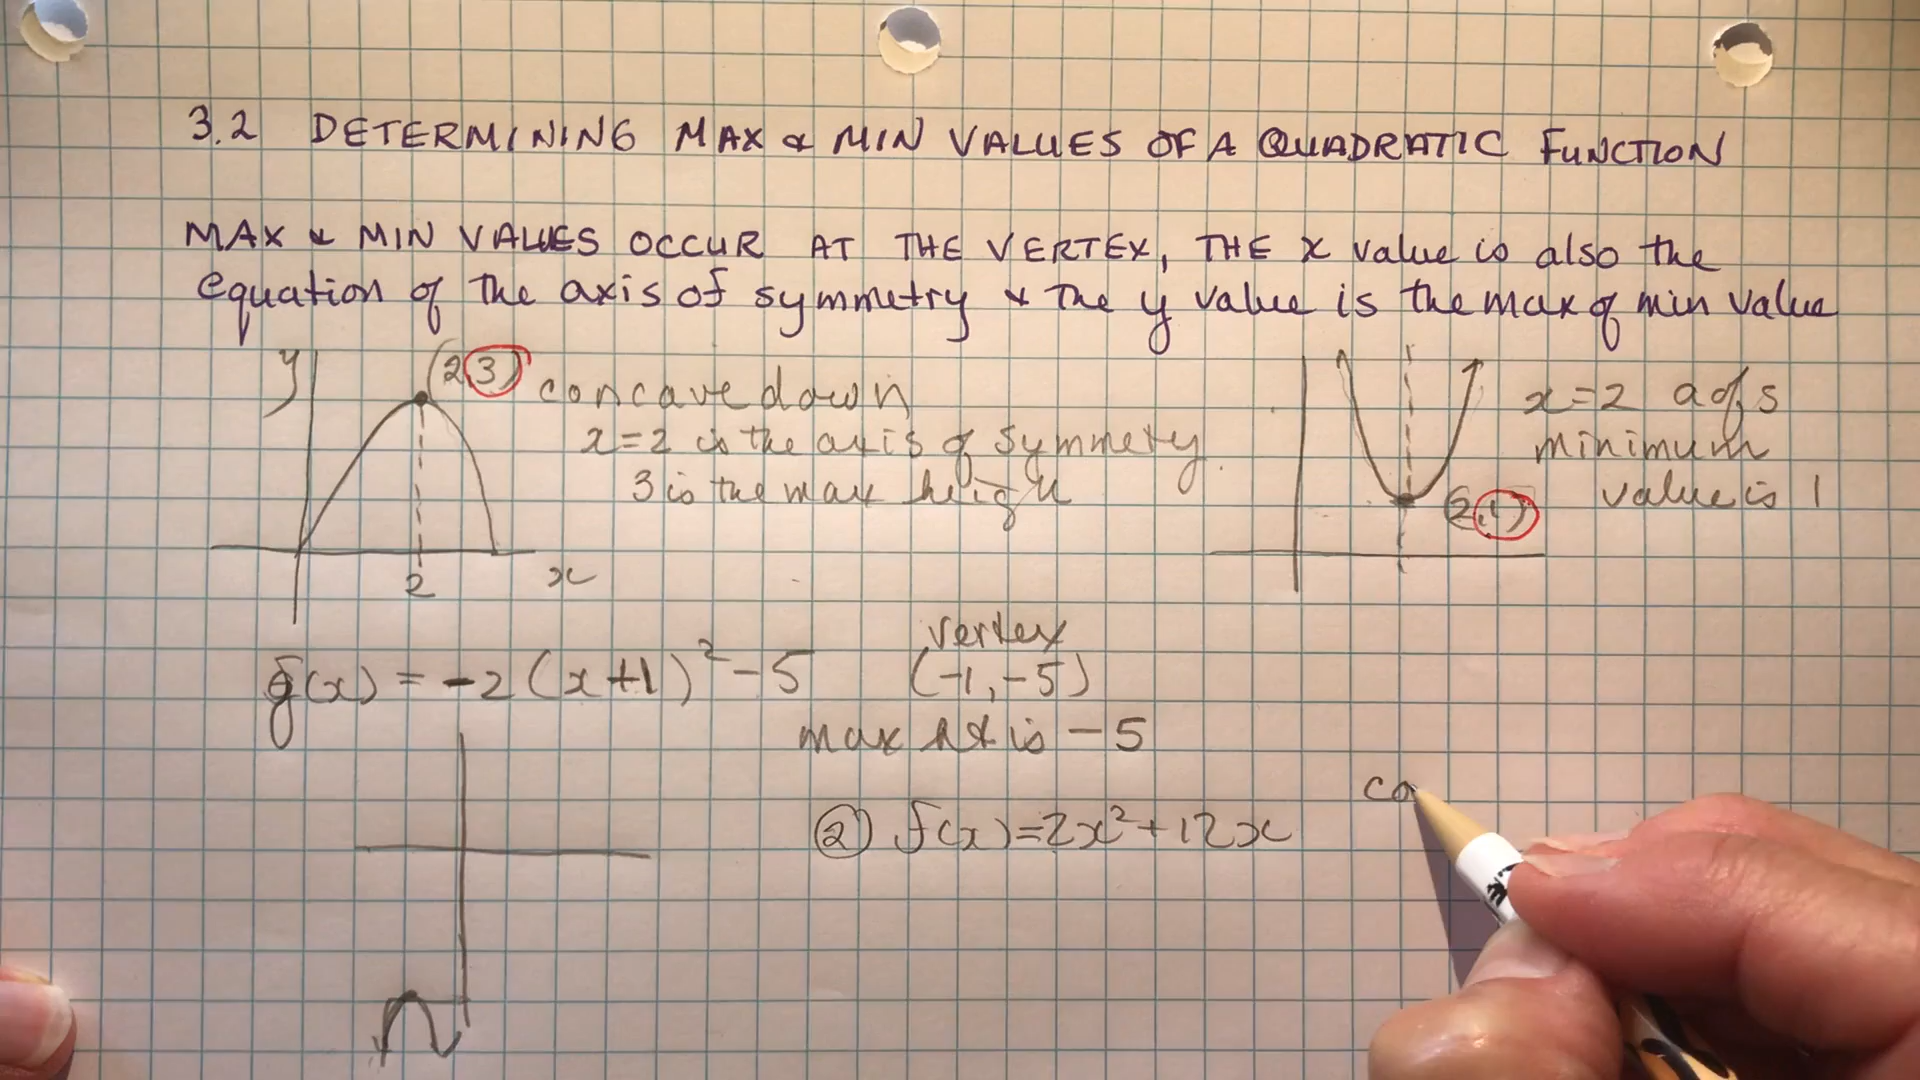 3.2 DETERMINING MAX & MIN VALUES OF A QUADRATIC FUNCTION
MAX & MIN VALUES OCCUR AT THE VERTEX, THE x value is also the
equation of the axis of symmetry & the y value is the max of min value
y
(2,3) concave down
x=2 is the axis of symmetry.
3 is the max heigh
2
x
x=2 a of s
minimum
value is 1
(2,1)
g(x) = -2(x+1)² -5
vertex
(-1,-5)
max ht is -5
② f(x)=2x²+12x
co